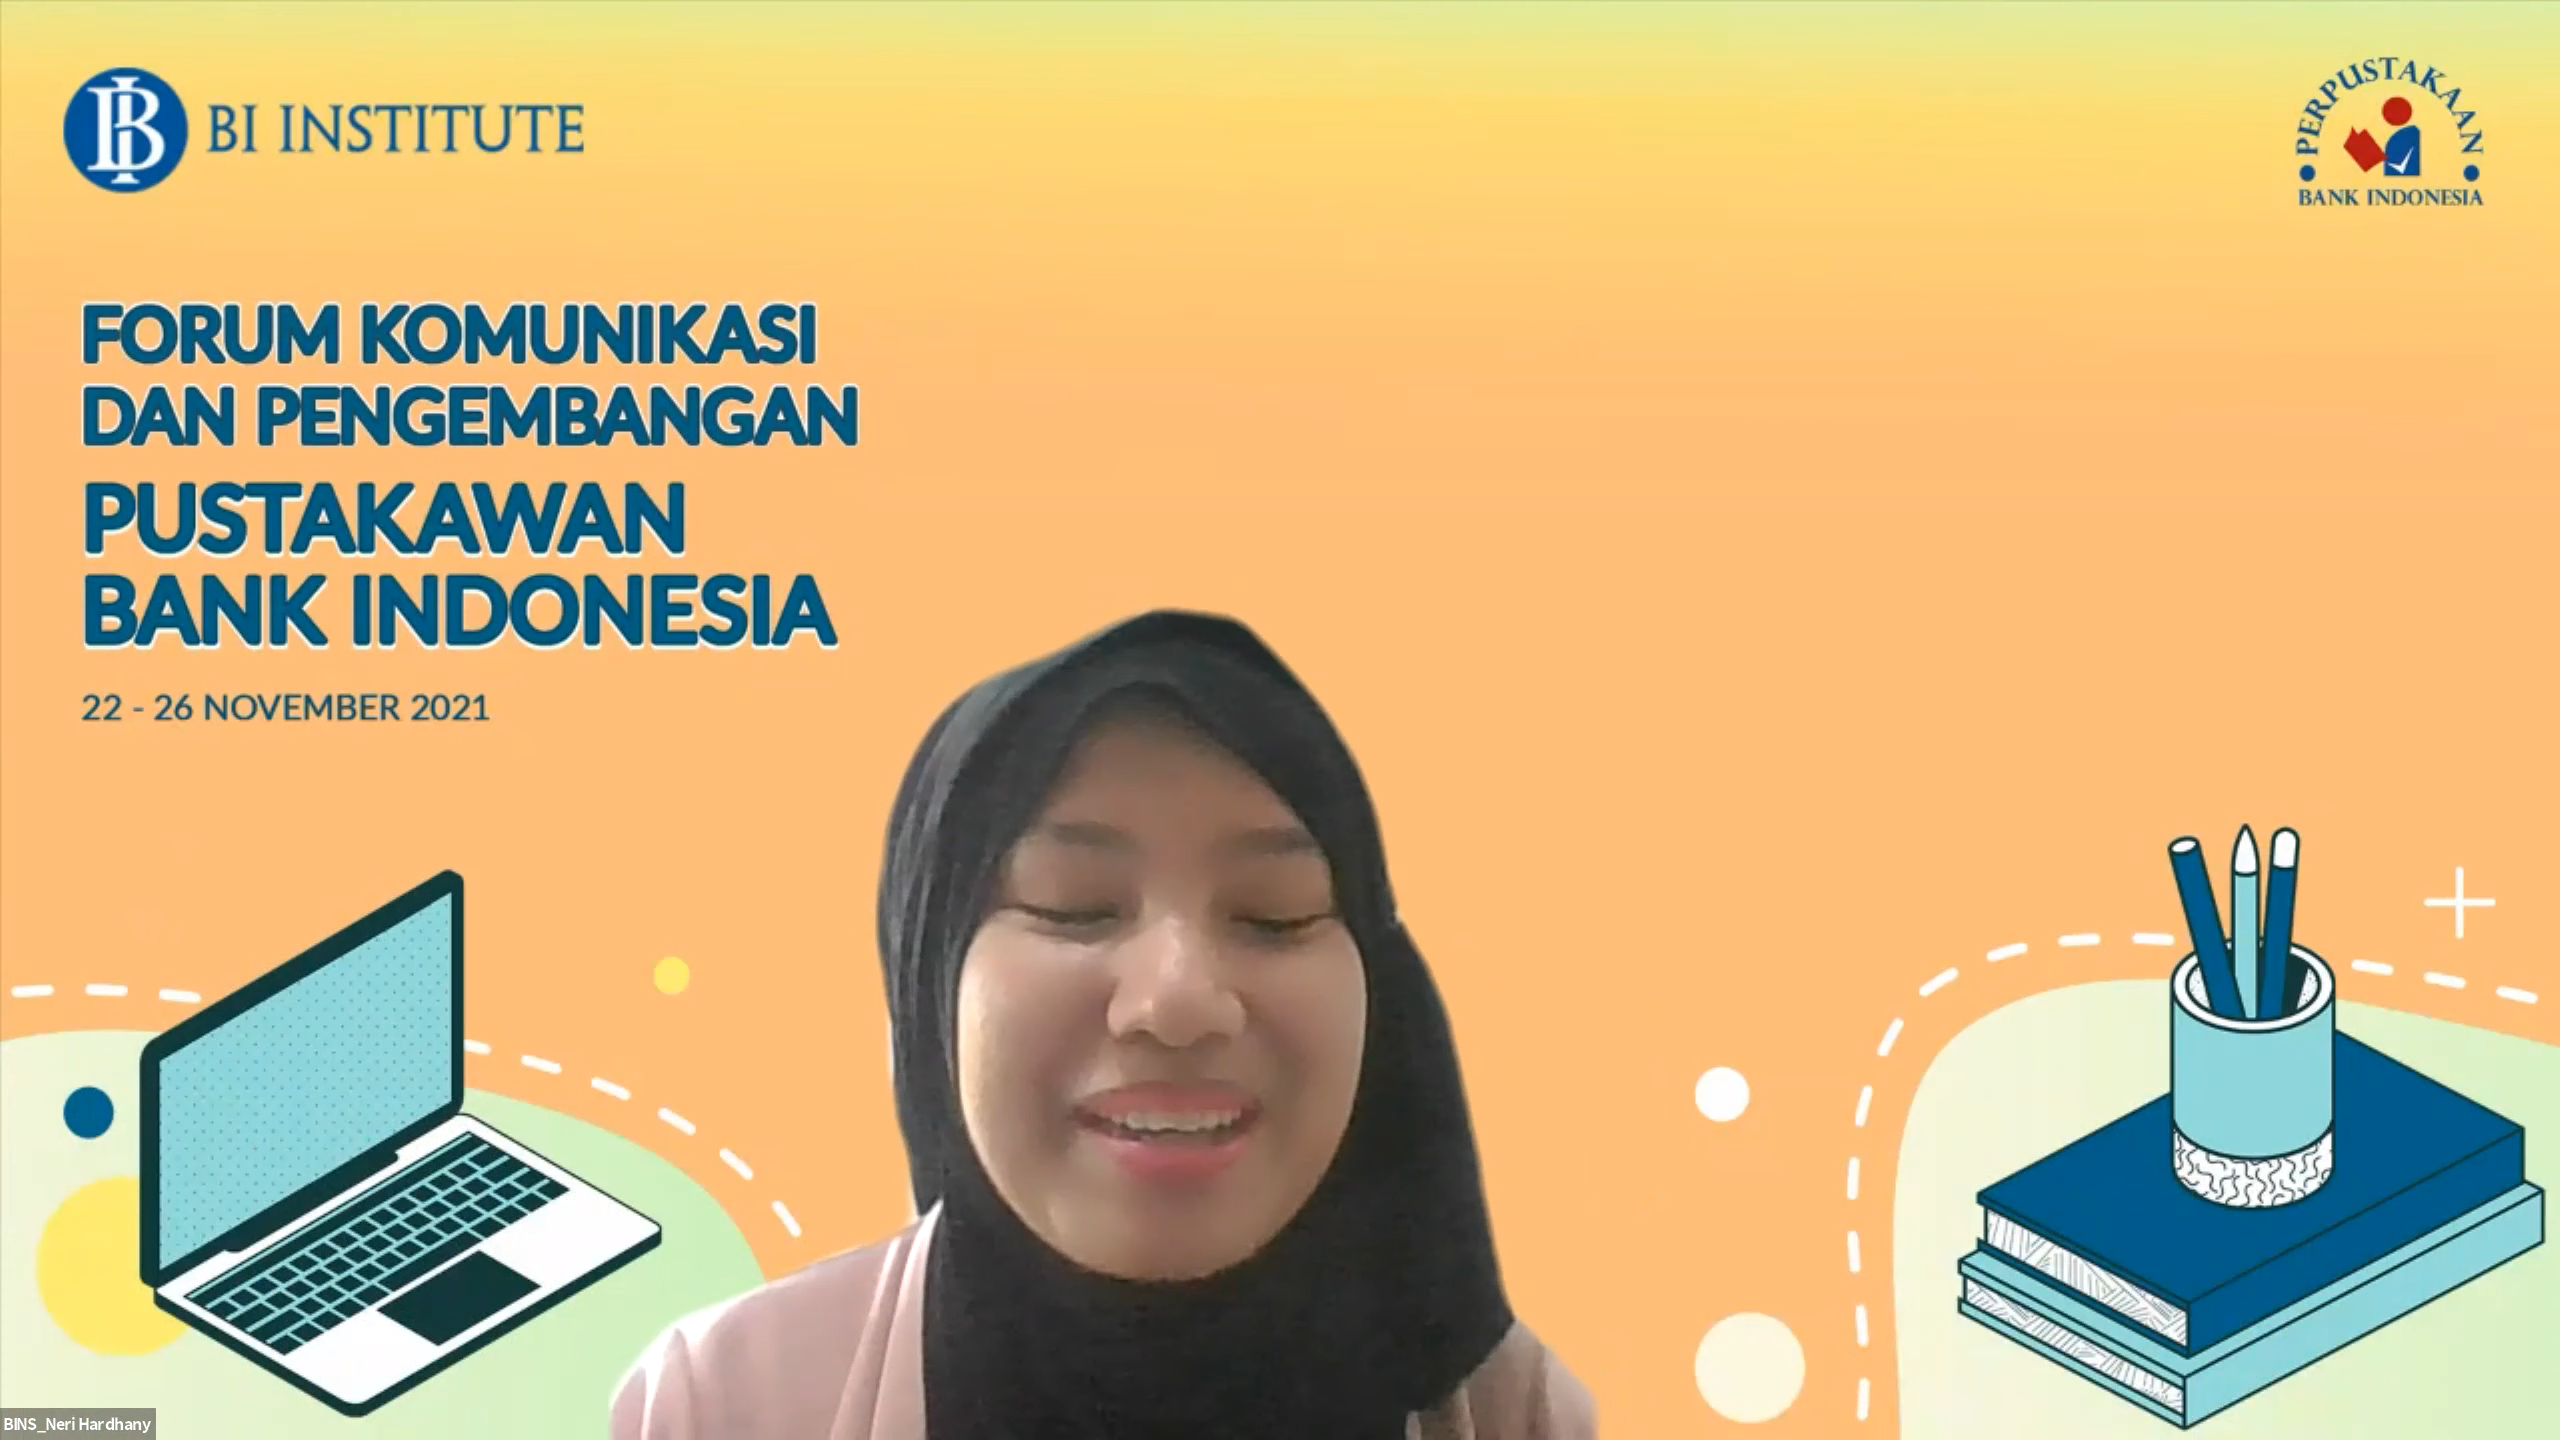 BI INSTITUTE
PERPUSTAKAAN
BANK INDONESIA
FORUM KOMUNIKASI
DAN PENGEMBANGAN
PUSTAKAWAN
BANK INDONESIA
22 - 26 NOVEMBER 2021
BINS_Neri Hardhany